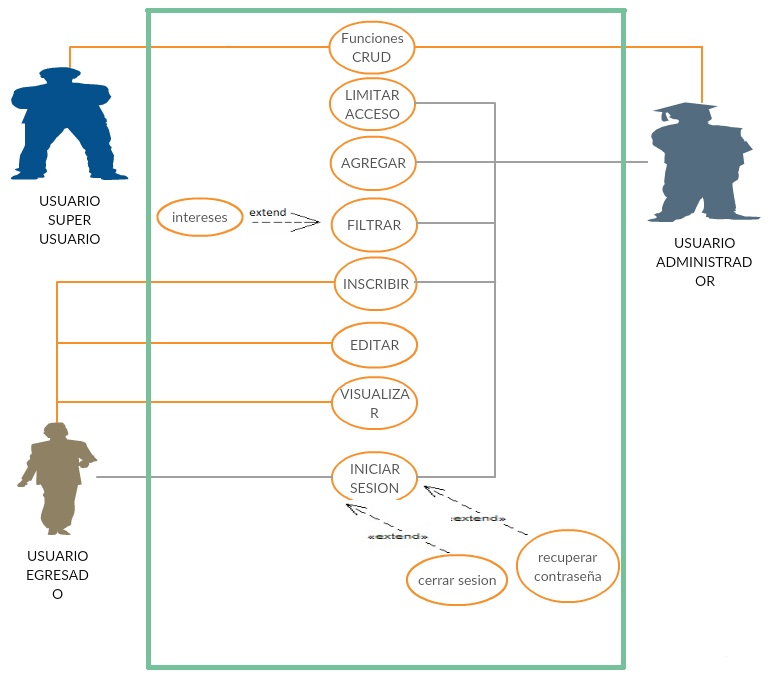 Funciones
CRUD
LIMITAR
ACCESO
AGREGAR
USUARIO
SUPER
USUARIO
intereses
extend
FILTRAR
USUARIO
ADMINISTRAD
OR
INSCRIBIR
EDITAR
VISUALIZA
R
INICIAR
SESION
«extend»
«extend»
USUARIO
EGRESAD
O
cerrar sesion
recuperar
contraseña